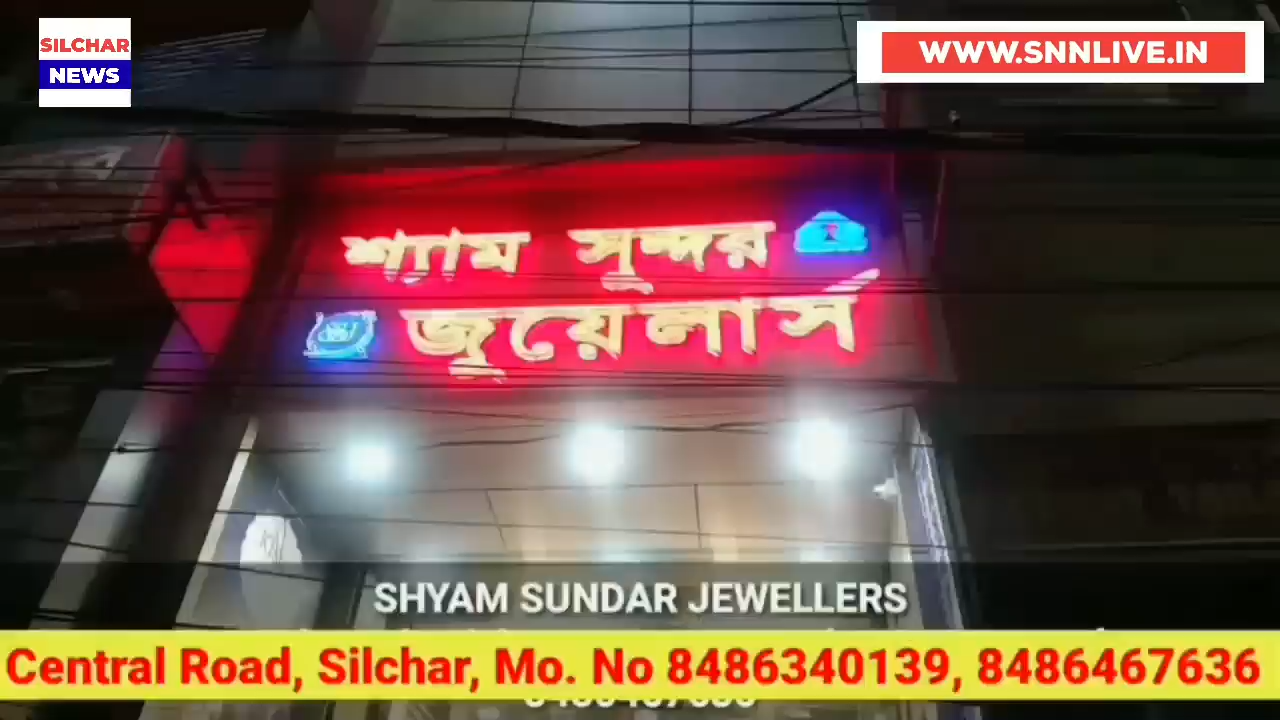 SILCHAR
NEWS
WWW.SNNLIVE.IN
শ্যাম সুন্দর
জুয়েলার্স
SHYAM SUNDAR JEWELLERS
Central Road, Silchar, Mo. No 8486340139, 8486467636